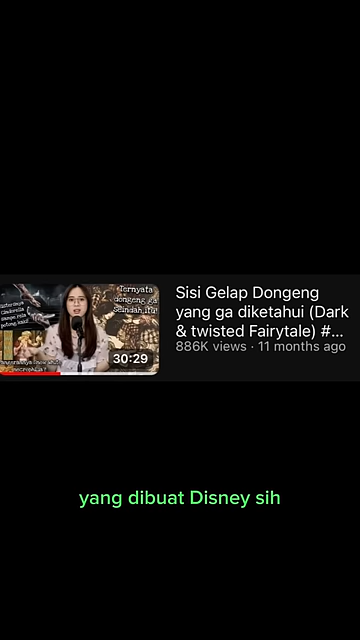 Ternyata
dongeng ga
seindah itu!
30:29
Sisi Gelap Dongeng
yang ga diketahui (Dark
& twisted Fairytale) #...
886K views · 11 months ago
yang dibuat Disney sih